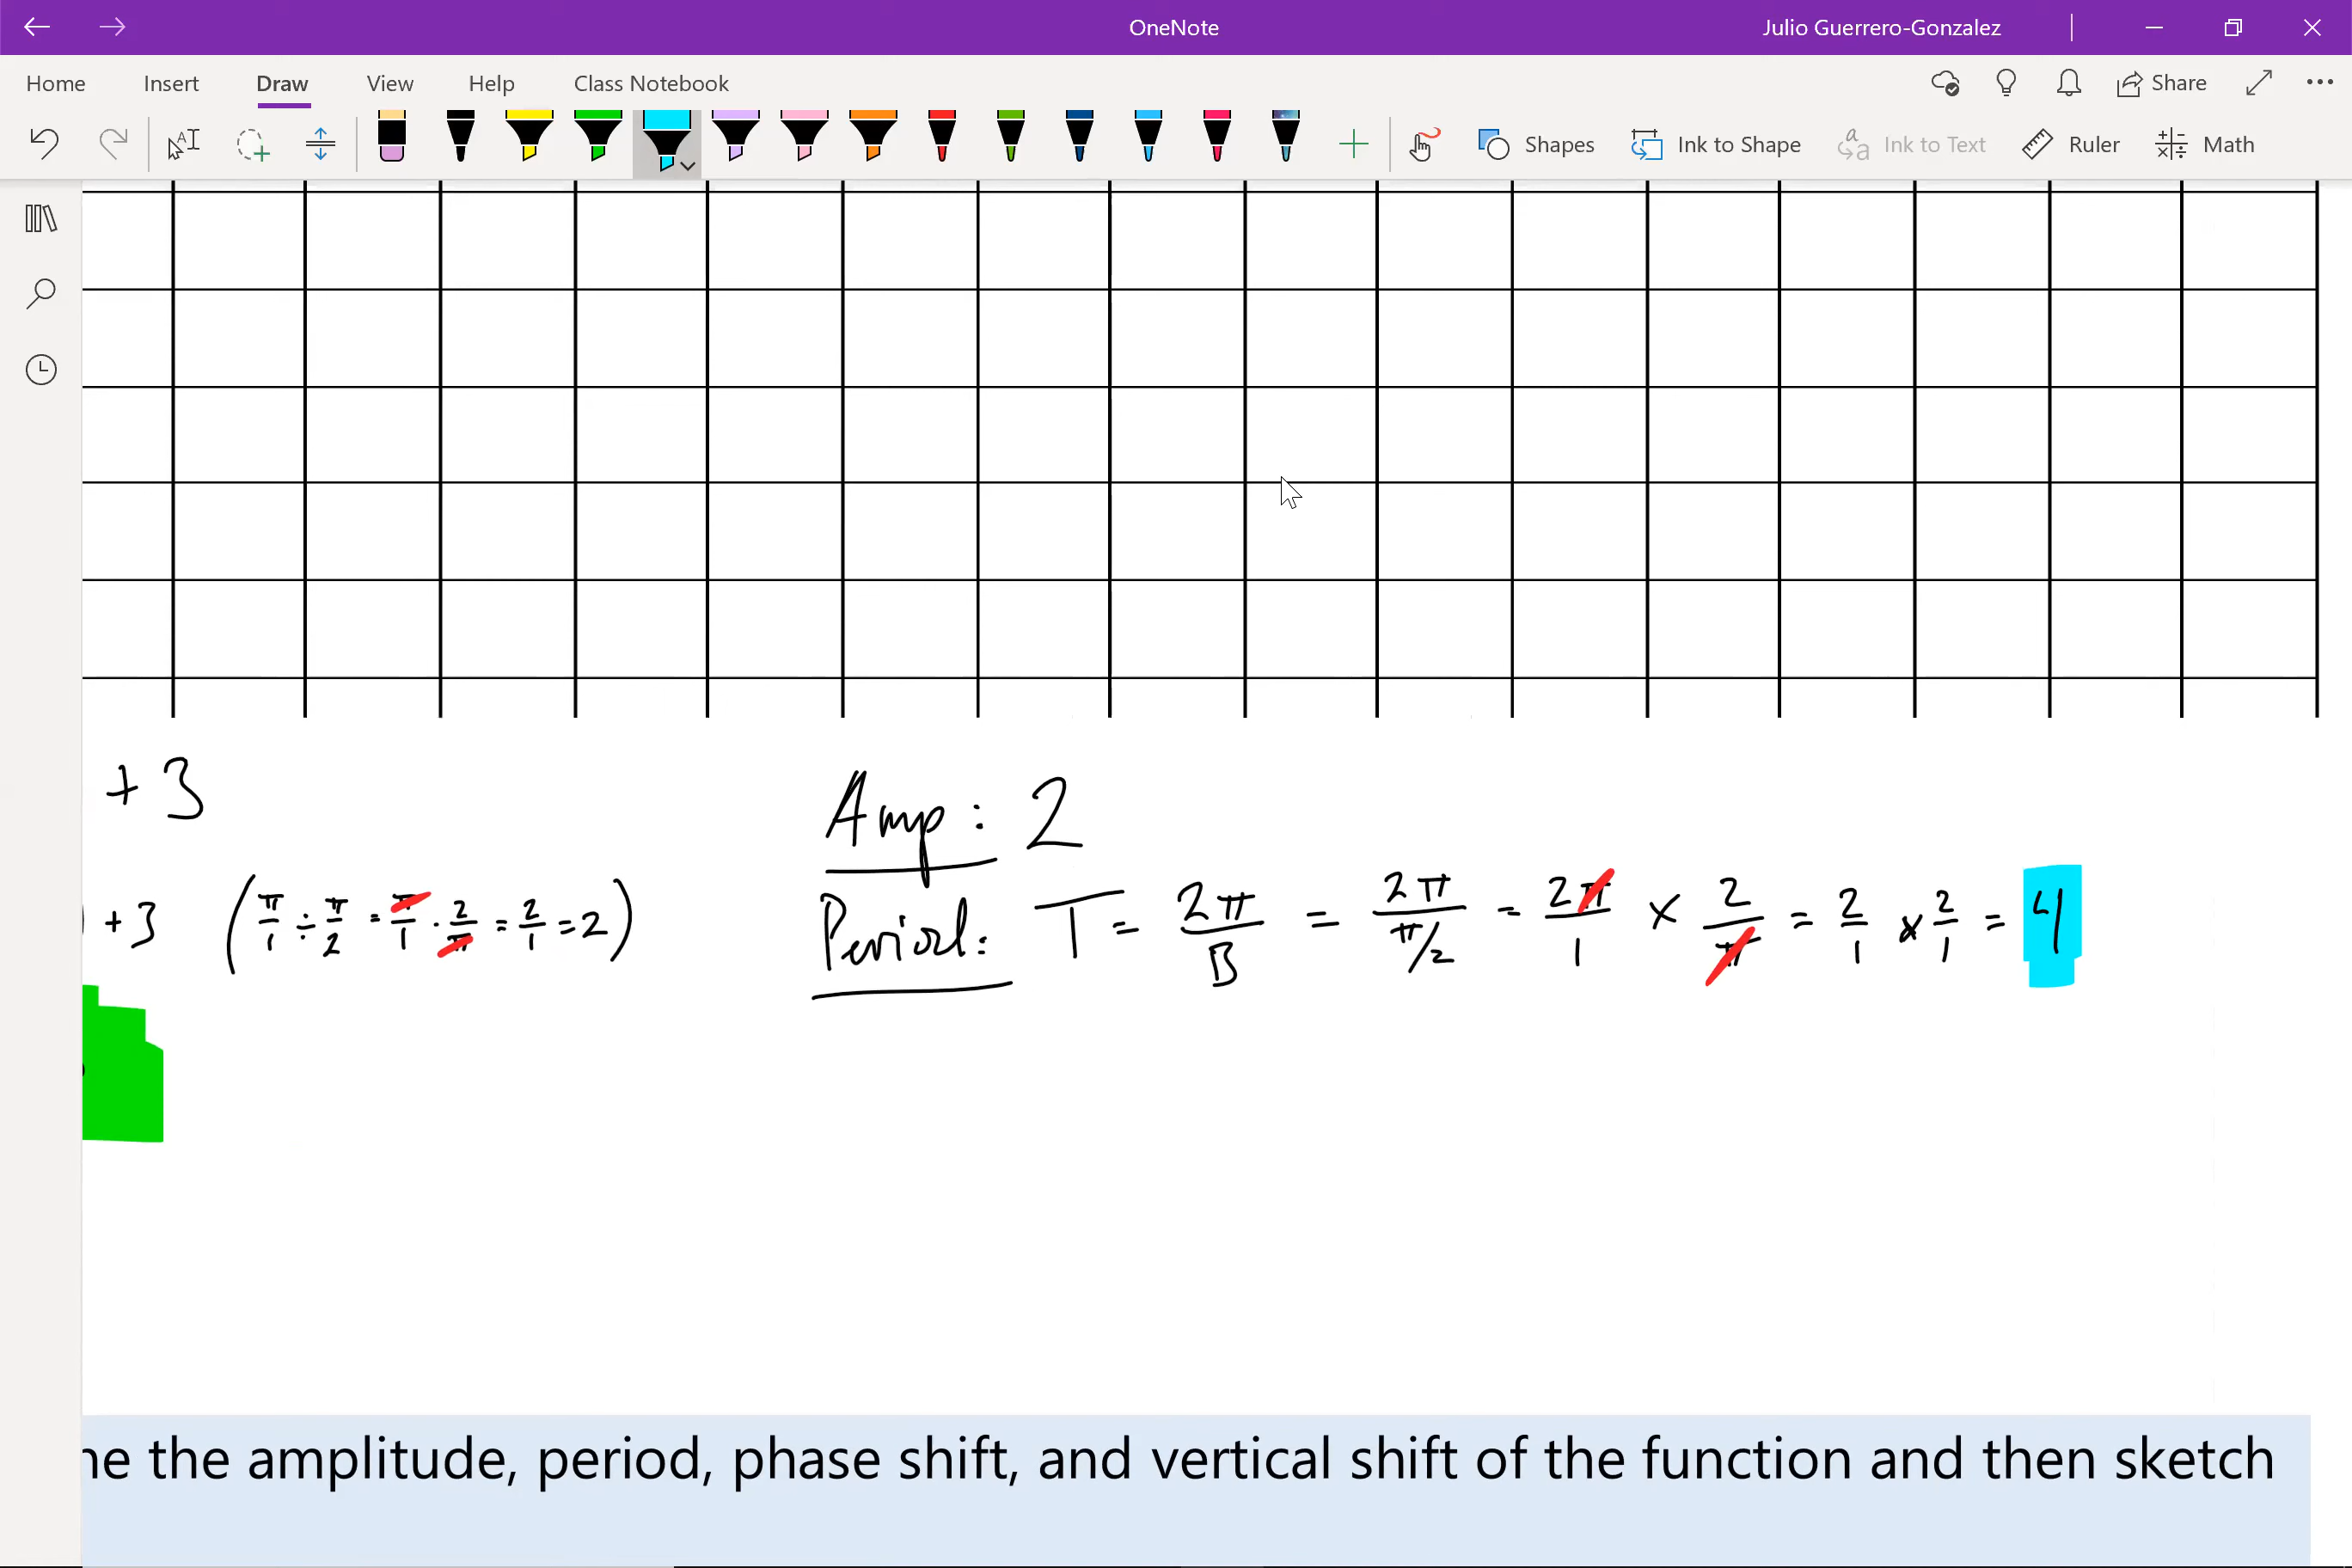 OneNote
Julio Guerrero-Gonzalez
Home Insert Draw View Help Class Notebook Share
Shapes Ink to Shape Ink to Text Ruler Math
+3
Amp: 2
) +3 (π/1 ÷ π/2 = π/1 · 2/π = 2/1 = 2)
Period: T = 2π/B = 2π/(π/2) = 2π/1 × 2/π = 2/1 × 2/1 = 4
ne the amplitude, period, phase shift, and vertical shift of the function and then sketch